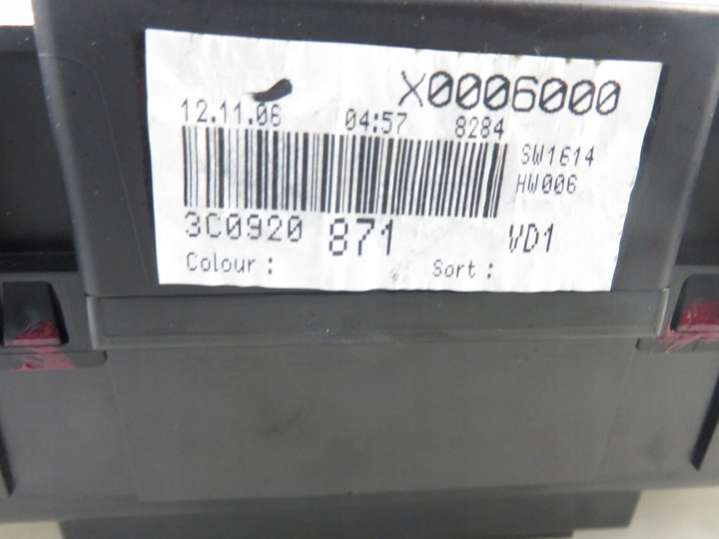 X0006000
12.11.06 04:57 8284
SW1614
HW006
3C0920 871 VD1
Colour : Sort :